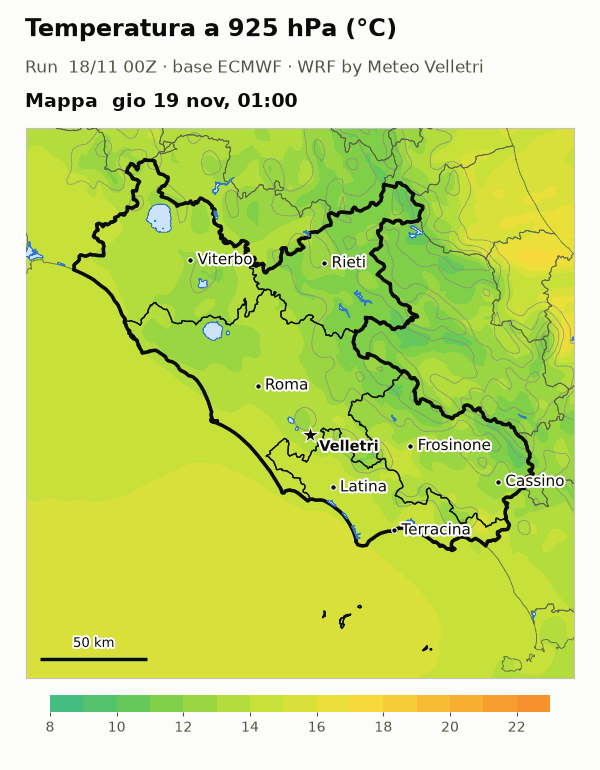 Temperatura a 925 hPa (°C)
Run  18/11 00Z · base ECMWF · WRF by Meteo Velletri
Mappa  gio 19 nov, 01:00
Viterbo
Rieti
Roma
Velletri
Frosinone
Cassino
Latina
Terracina
50 km
8 10 12 14 16 18 20 22